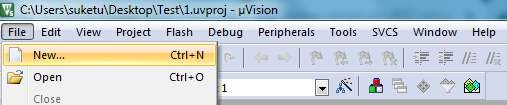 C:\Users\suketu\Desktop\Test\1.uvproj - µVision
File Edit View Project Flash Debug Peripherals Tools SVCS Window Help
New... Ctrl+N
Open Ctrl+O
1
Close